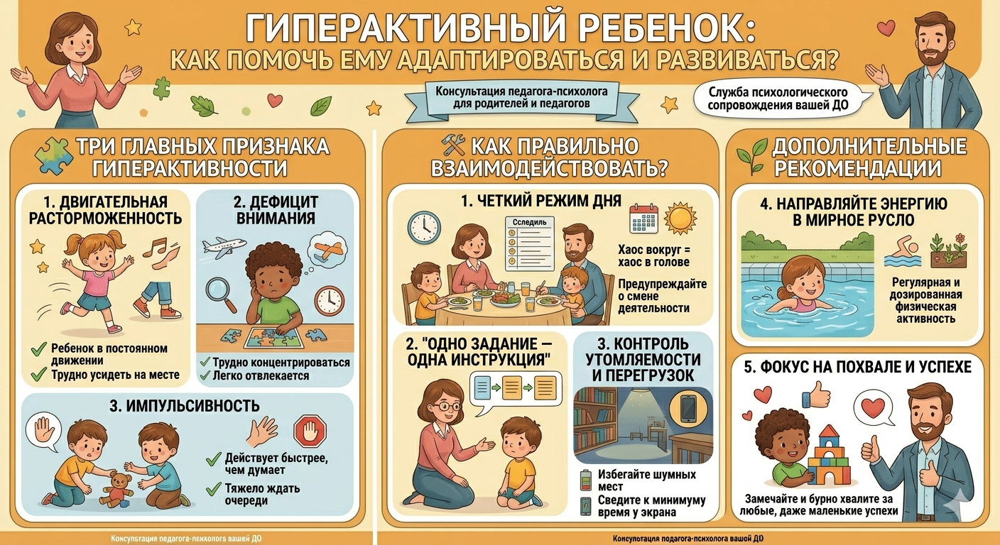 ГИПЕРАКТИВНЫЙ РЕБЕНОК:
КАК ПОМОЧЬ ЕМУ АДАПТИРОВАТЬСЯ И РАЗВИВАТЬСЯ?
Консультация педагога-психолога
для родителей и педагогов
Служба психологического
сопровождения вашей ДО
ТРИ ГЛАВНЫХ ПРИЗНАКА
ГИПЕРАКТИВНОСТИ
1. ДВИГАТЕЛЬНАЯ
РАСТОРМОЖЕННОСТЬ
Ребенок в постоянном
движении
Трудно усидеть на месте
2. ДЕФИЦИТ
ВНИМАНИЯ
Трудно концентрироваться
Легко отвлекается
3. ИМПУЛЬСИВНОСТЬ
Действует быстрее,
чем думает
Тяжело ждать
очереди
КАК ПРАВИЛЬНО
ВЗАИМОДЕЙСТВОВАТЬ?
1. ЧЕТКИЙ РЕЖИМ ДНЯ
Сследиль
Хаос вокруг =
хаос в голове
Предупреждайте
о смене
деятельности
2. "ОДНО ЗАДАНИЕ —
ОДНА ИНСТРУКЦИЯ"
3. КОНТРОЛЬ
УТОМЛЯЕМОСТИ
И ПЕРЕГРУЗОК
Избегайте шумных
мест
Сведите к минимуму
время у экрана
ДОПОЛНИТЕЛЬНЫЕ
РЕКОМЕНДАЦИИ
4. НАПРАВЛЯЙТЕ ЭНЕРГИЮ
В МИРНОЕ РУСЛО
Регулярная и
дозированная
физическая
активность
5. ФОКУС НА ПОХВАЛЕ И УСПЕХЕ
Замечайте и бурно хвалите за
любые, даже маленькие успехи
Консультация педагога-психолога вашей ДО
Консультация подагога-психолога вашой ДО